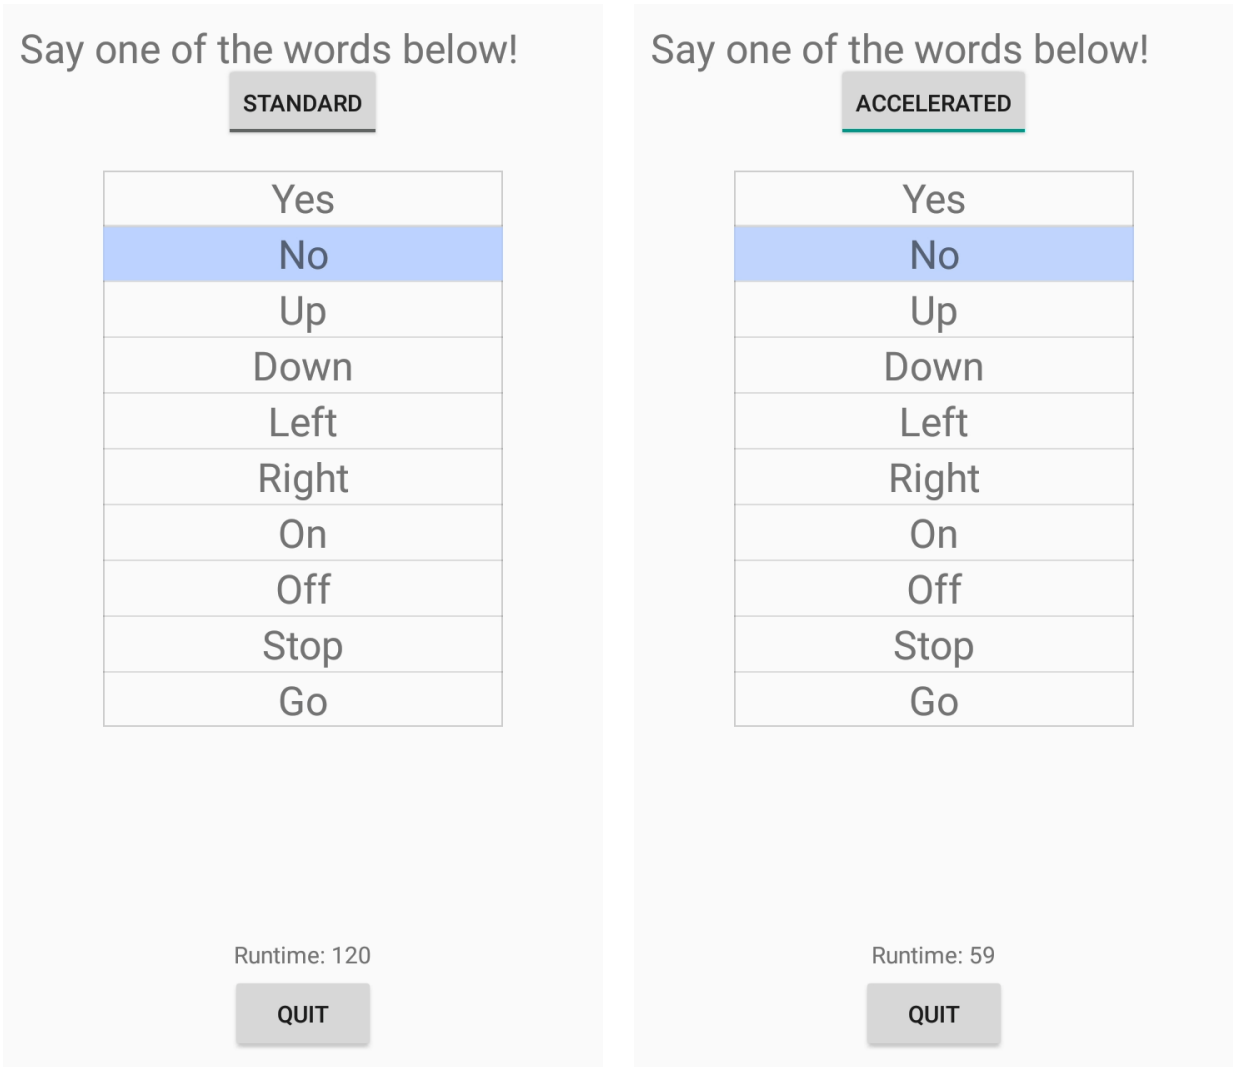 Say one of the words below!
STANDARD
Yes
No
Up
Down
Left
Right
On
Off
Stop
Go
Runtime: 120
QUIT
Say one of the words below!
ACCELERATED
Yes
No
Up
Down
Left
Right
On
Off
Stop
Go
Runtime: 59
QUIT